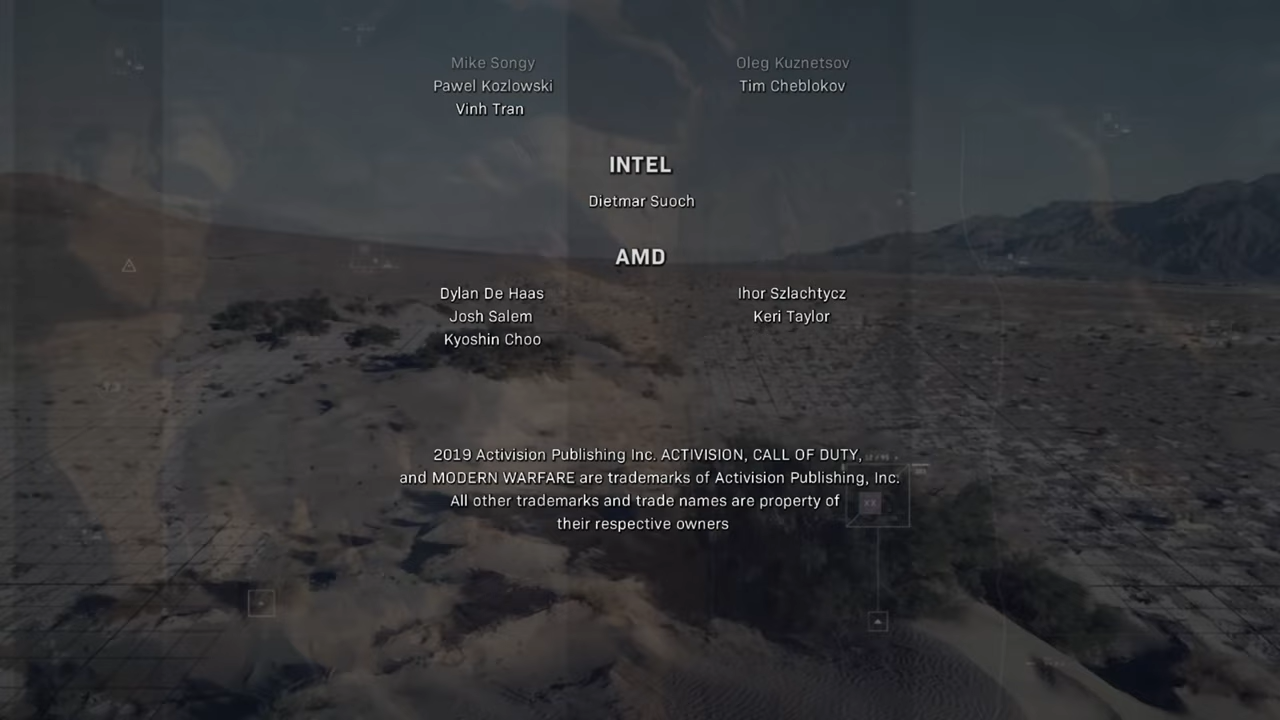 Mike Songy
Oleg Kuznetsov
Pawel Kozlowski
Tim Cheblokov
Vinh Tran
INTEL
Dietmar Suoch
AMD
Dylan De Haas
Ihor Szlachtycz
Josh Salem
Keri Taylor
Kyoshin Choo
2019 Activision Publishing Inc. ACTIVISION, CALL OF DUTY,
and MODERN WARFARE are trademarks of Activision Publishing, Inc.
All other trademarks and trade names are property of
their respective owners